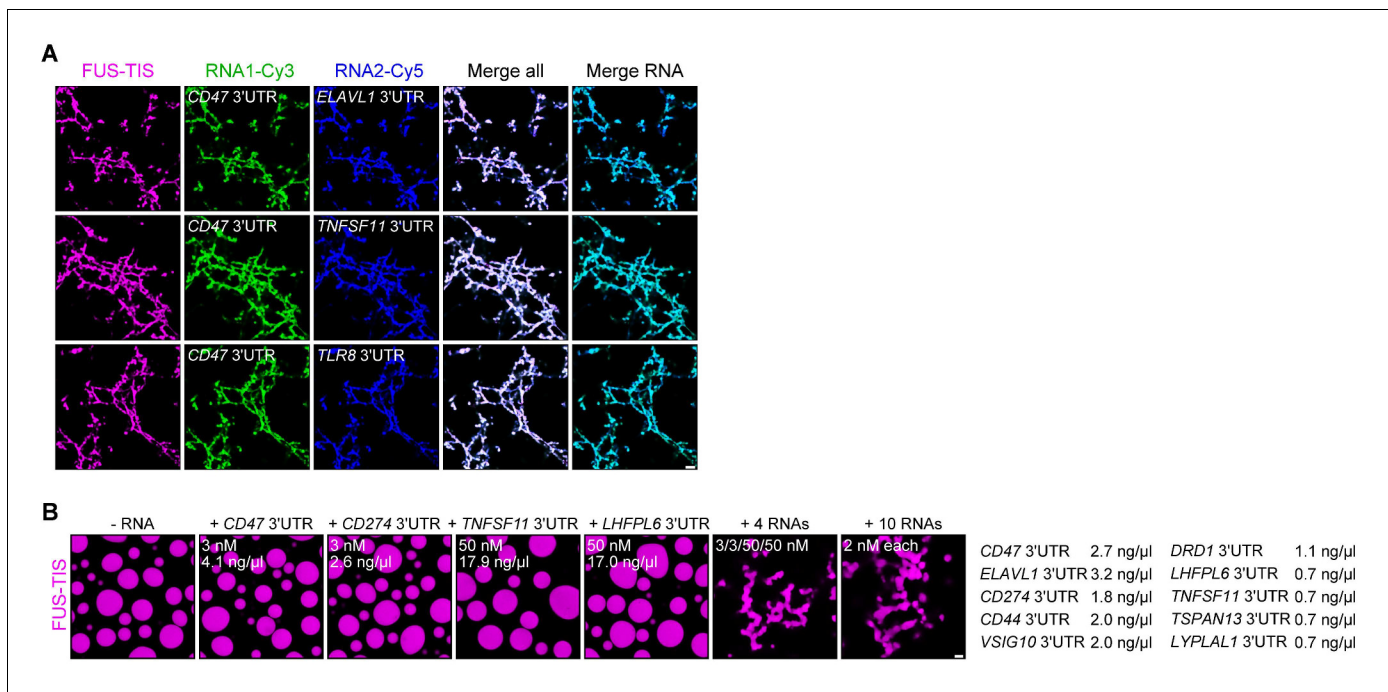 A
FUS-TIS RNA1-Cy3 RNA2-Cy5 Merge all Merge RNA
CD47 3'UTR ELAVL1 3'UTR
CD47 3'UTR TNFSF11 3'UTR
CD47 3'UTR TLR8 3'UTR
B
- RNA + CD47 3'UTR + CD274 3'UTR + TNFSF11 3'UTR + LHFPL6 3'UTR + 4 RNAs + 10 RNAs
3 nM 3 nM 50 nM 50 nM 3/3/50/50 nM 2 nM each
4.1 ng/µl 2.6 ng/µl 17.9 ng/µl 17.0 ng/µl
FUS-TIS
CD47 3'UTR 2.7 ng/µl DRD1 3'UTR 1.1 ng/µl
ELAVL1 3'UTR 3.2 ng/µl LHFPL6 3'UTR 0.7 ng/µl
CD274 3'UTR 1.8 ng/µl TNFSF11 3'UTR 0.7 ng/µl
CD44 3'UTR 2.0 ng/µl TSPAN13 3'UTR 0.7 ng/µl
VSIG10 3'UTR 2.0 ng/µl LYPLAL1 3'UTR 0.7 ng/µl